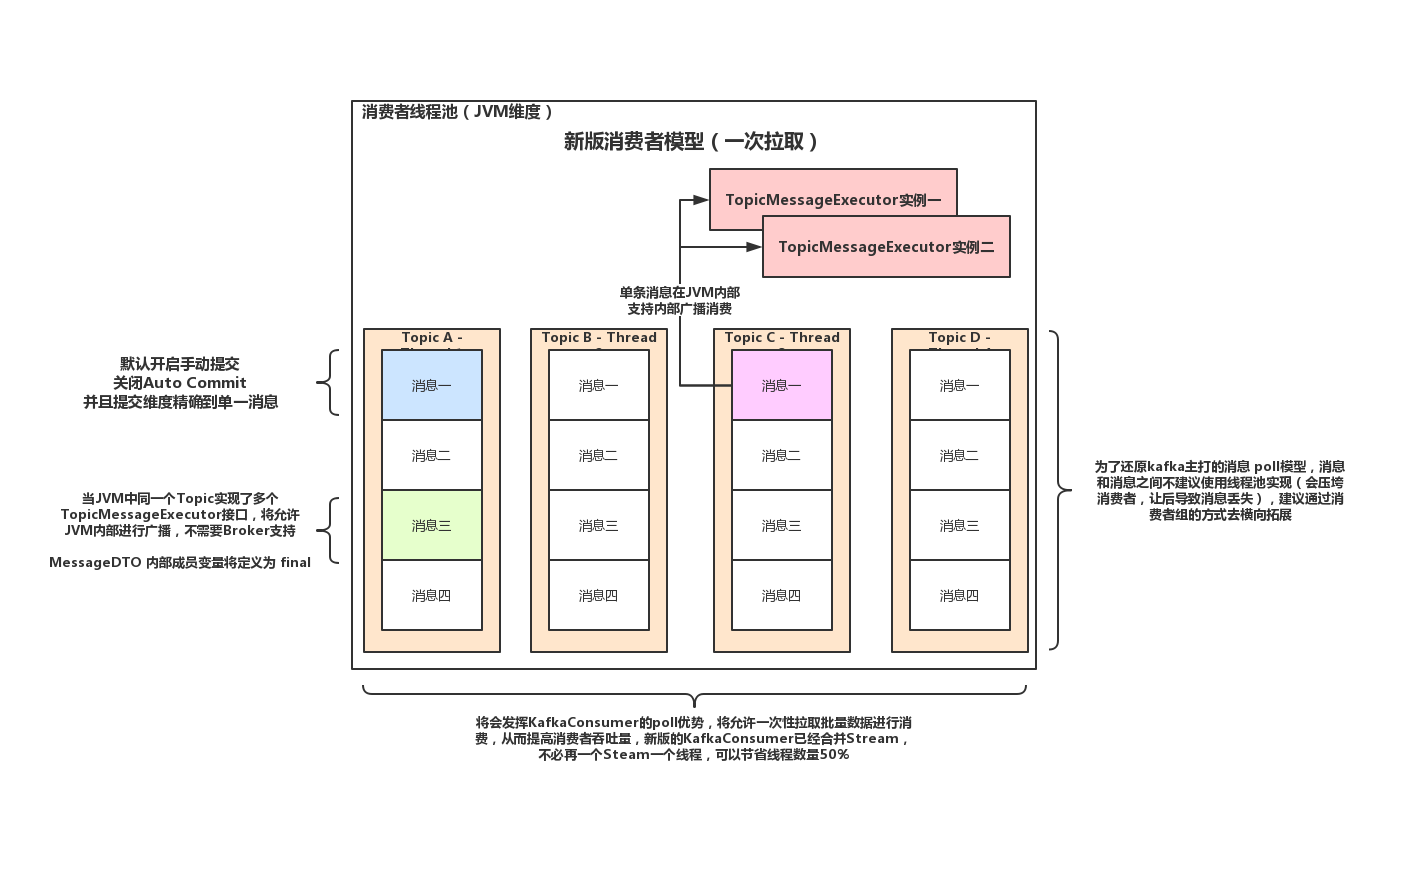 消费者线程池（JVM维度）
新版消费者模型（一次拉取）
TopicMessageExecutor实例一
TopicMessageExecutor实例二
单条消息在JVM内部
支持内部广播消费
默认开启手动提交
关闭Auto Commit
并且提交维度精确到单一消息
当JVM中同一个Topic实现了多个
TopicMessageExecutor接口，将允许
JVM内部进行广播，不需要Broker支持
MessageDTO 内部成员变量将定义为 final
Topic A -
消息一
消息二
消息三
消息四
Topic B - Thread
消息一
消息二
消息三
消息四
Topic C - Thread
消息一
消息二
消息三
消息四
Topic D -
消息一
消息二
消息三
消息四
为了还原kafka主打的消息 poll模型，消息
和消息之间不建议使用线程池实现（会压垮
消费者，让后导致消息丢失），建议通过消
费者组的方式去横向拓展
将会发挥KafkaConsumer的poll优势，将允许一次性拉取批量数据进行消
费，从而提高消费者吞吐量，新版的KafkaConsumer已经合并Stream，
不必再一个Steam一个线程，可以节省线程数量50%